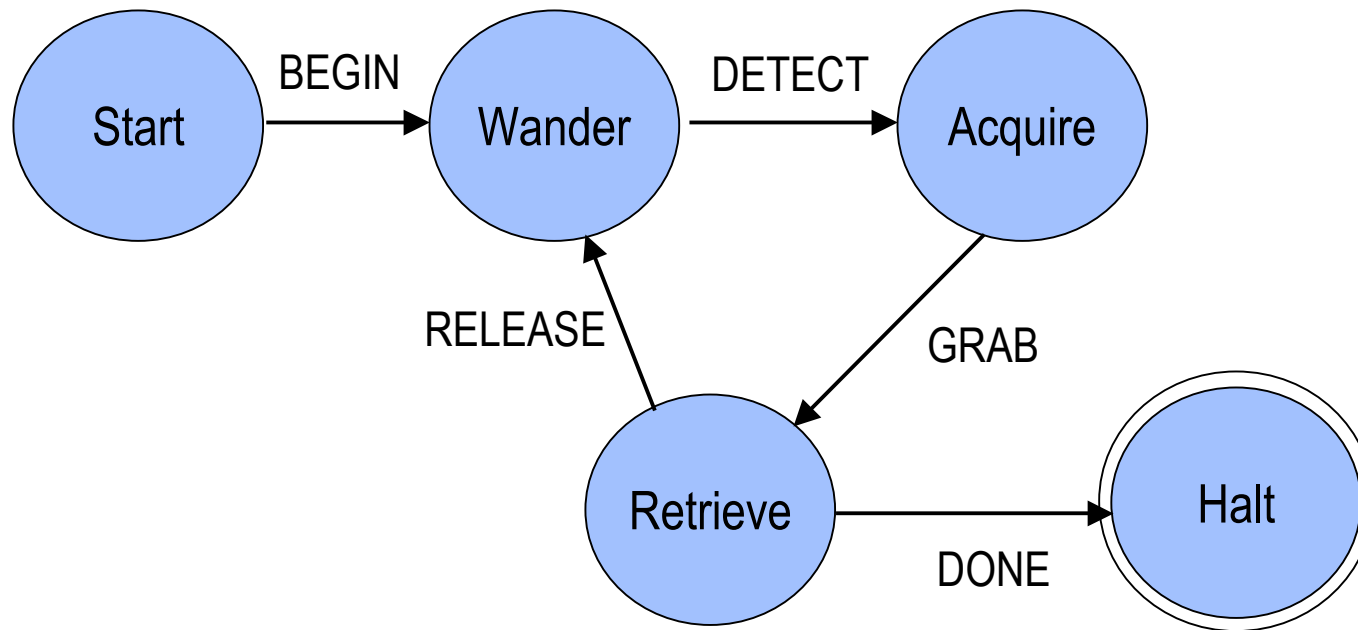 BEGIN
DETECT
Start
Wander
Acquire
RELEASE
GRAB
Retrieve
Halt
DONE